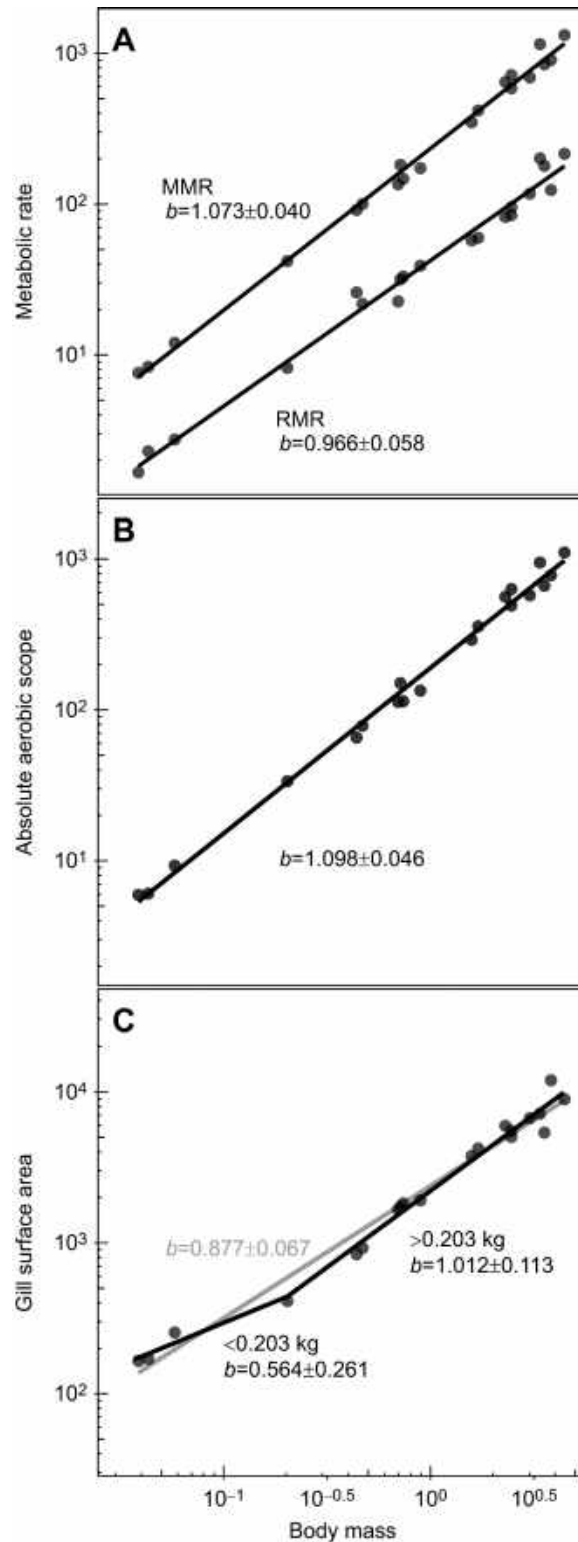 A
10³
10²
10¹
Metabolic rate
MMR
b=1.073±0.040
RMR
b=0.966±0.058
B
10³
10²
10¹
Absolute aerobic scope
b=1.098±0.046
C
10⁴
10³
10²
Gill surface area
b=0.877±0.067
>0.203 kg
b=1.012±0.113
<0.203 kg
b=0.564±0.261
10⁻¹ 10⁻⁰·⁵ 10⁰ 10⁰·⁵
Body mass